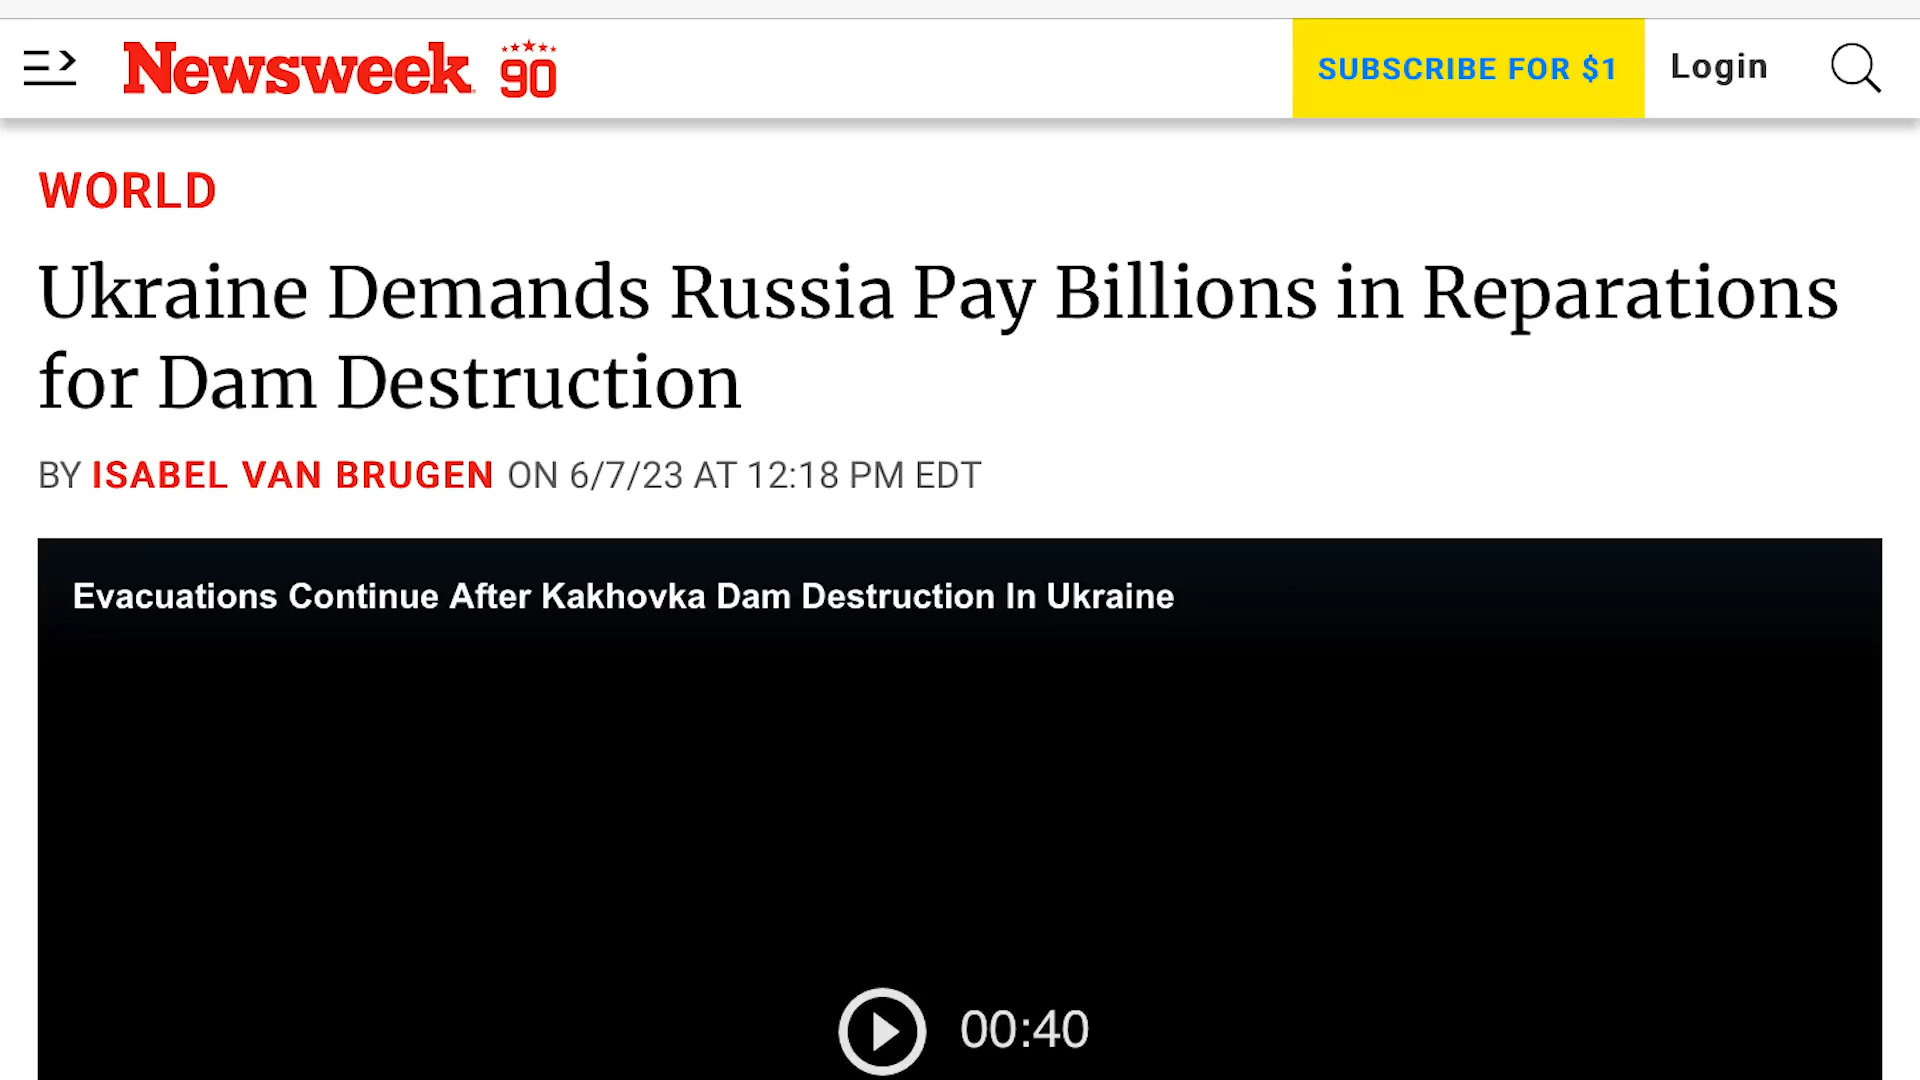 Newsweek 90
SUBSCRIBE FOR $1
Login
WORLD
Ukraine Demands Russia Pay Billions in Reparations
for Dam Destruction
BY ISABEL VAN BRUGEN ON 6/7/23 AT 12:18 PM EDT
Evacuations Continue After Kakhovka Dam Destruction In Ukraine
00:40